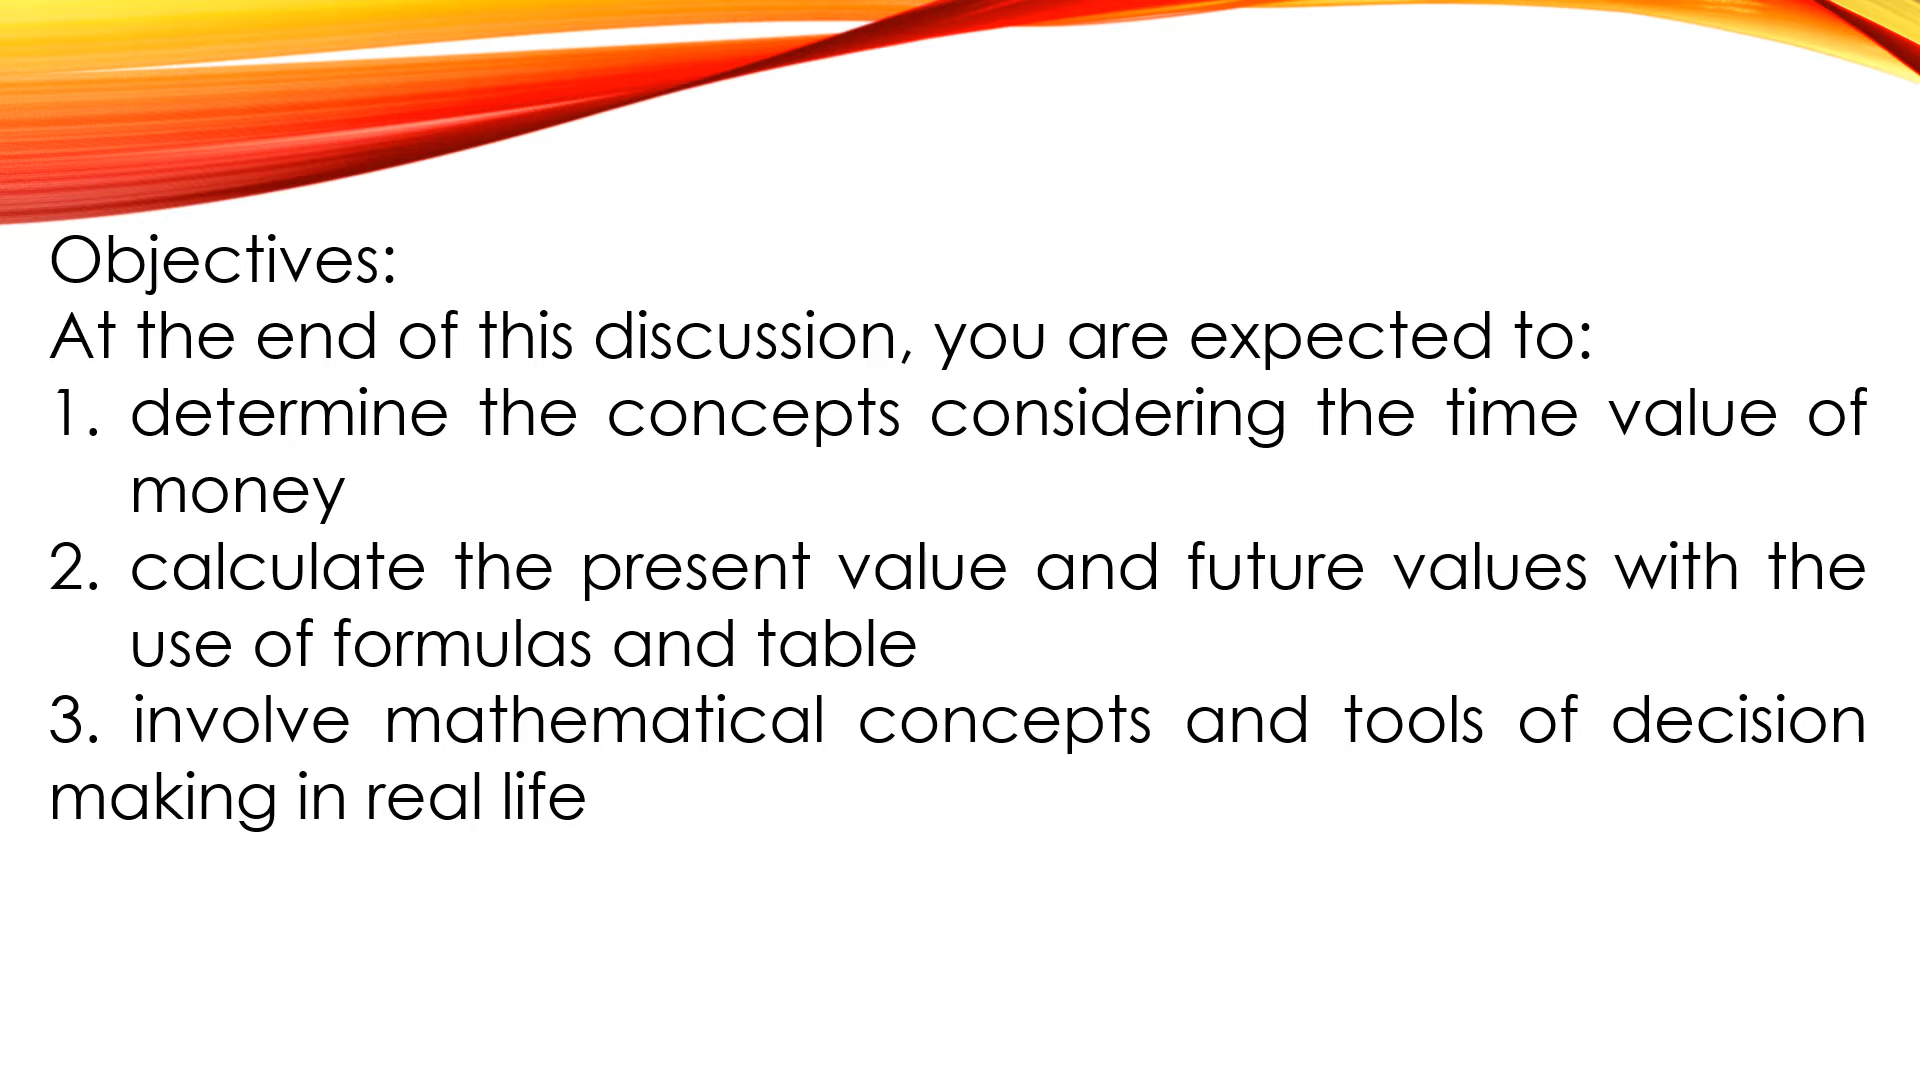 Objectives:
At the end of this discussion, you are expected to:
1. determine the concepts considering the time value of
money
2. calculate the present value and future values with the
use of formulas and table
3. involve mathematical concepts and tools of decision
making in real life